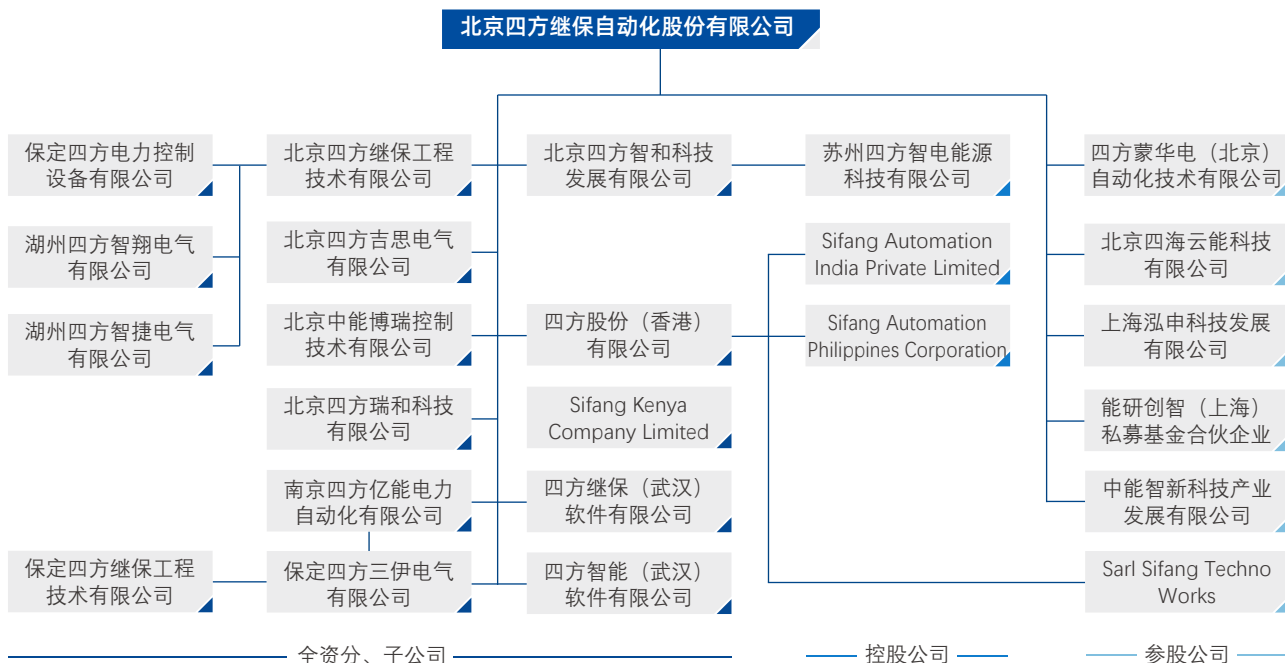 北京四方继保自动化股份有限公司
保定四方电力控制
设备有限公司
北京四方继保工程
技术有限公司
北京四方智和科技
发展有限公司
苏州四方智电能源
科技有限公司
四方蒙华电（北京）
自动化技术有限公司
湖州四方智翔电气
有限公司
北京四方吉思电气
有限公司
Sifang Automation
India Private Limited
北京四海云能科技
有限公司
湖州四方智捷电气
有限公司
北京中能博瑞控制
技术有限公司
四方股份（香港）
有限公司
Sifang Automation
Philippines Corporation
上海泓申科技发展
有限公司
北京四方瑞和科技
有限公司
Sifang Kenya
Company Limited
能研创智（上海）
私募基金合伙企业
南京四方亿能电力
自动化有限公司
四方继保（武汉）
软件有限公司
中能智新科技产业
发展有限公司
保定四方继保工程
技术有限公司
保定四方三伊电气
有限公司
四方智能（武汉）
软件有限公司
Sarl Sifang Techno
Works
全资分、子公司
控股公司
参股公司